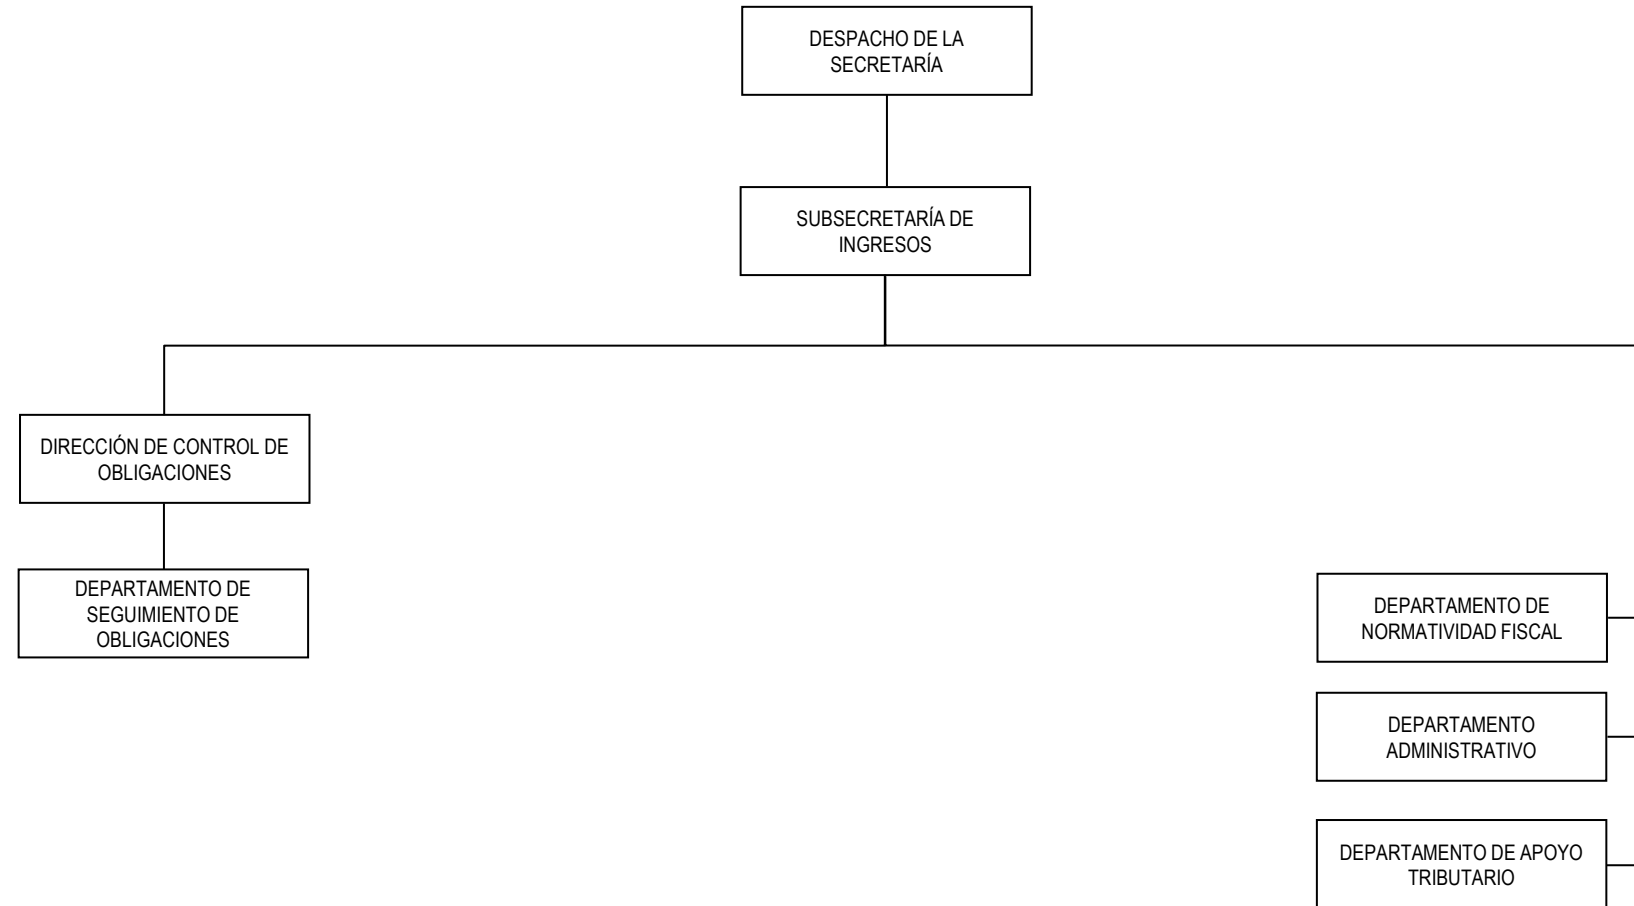 DESPACHO DE LA
SECRETARÍA
SUBSECRETARÍA DE
INGRESOS
DIRECCIÓN DE CONTROL DE
OBLIGACIONES
DEPARTAMENTO DE
SEGUIMIENTO DE
OBLIGACIONES
DEPARTAMENTO DE
NORMATIVIDAD FISCAL
DEPARTAMENTO
ADMINISTRATIVO
DEPARTAMENTO DE APOYO
TRIBUTARIO